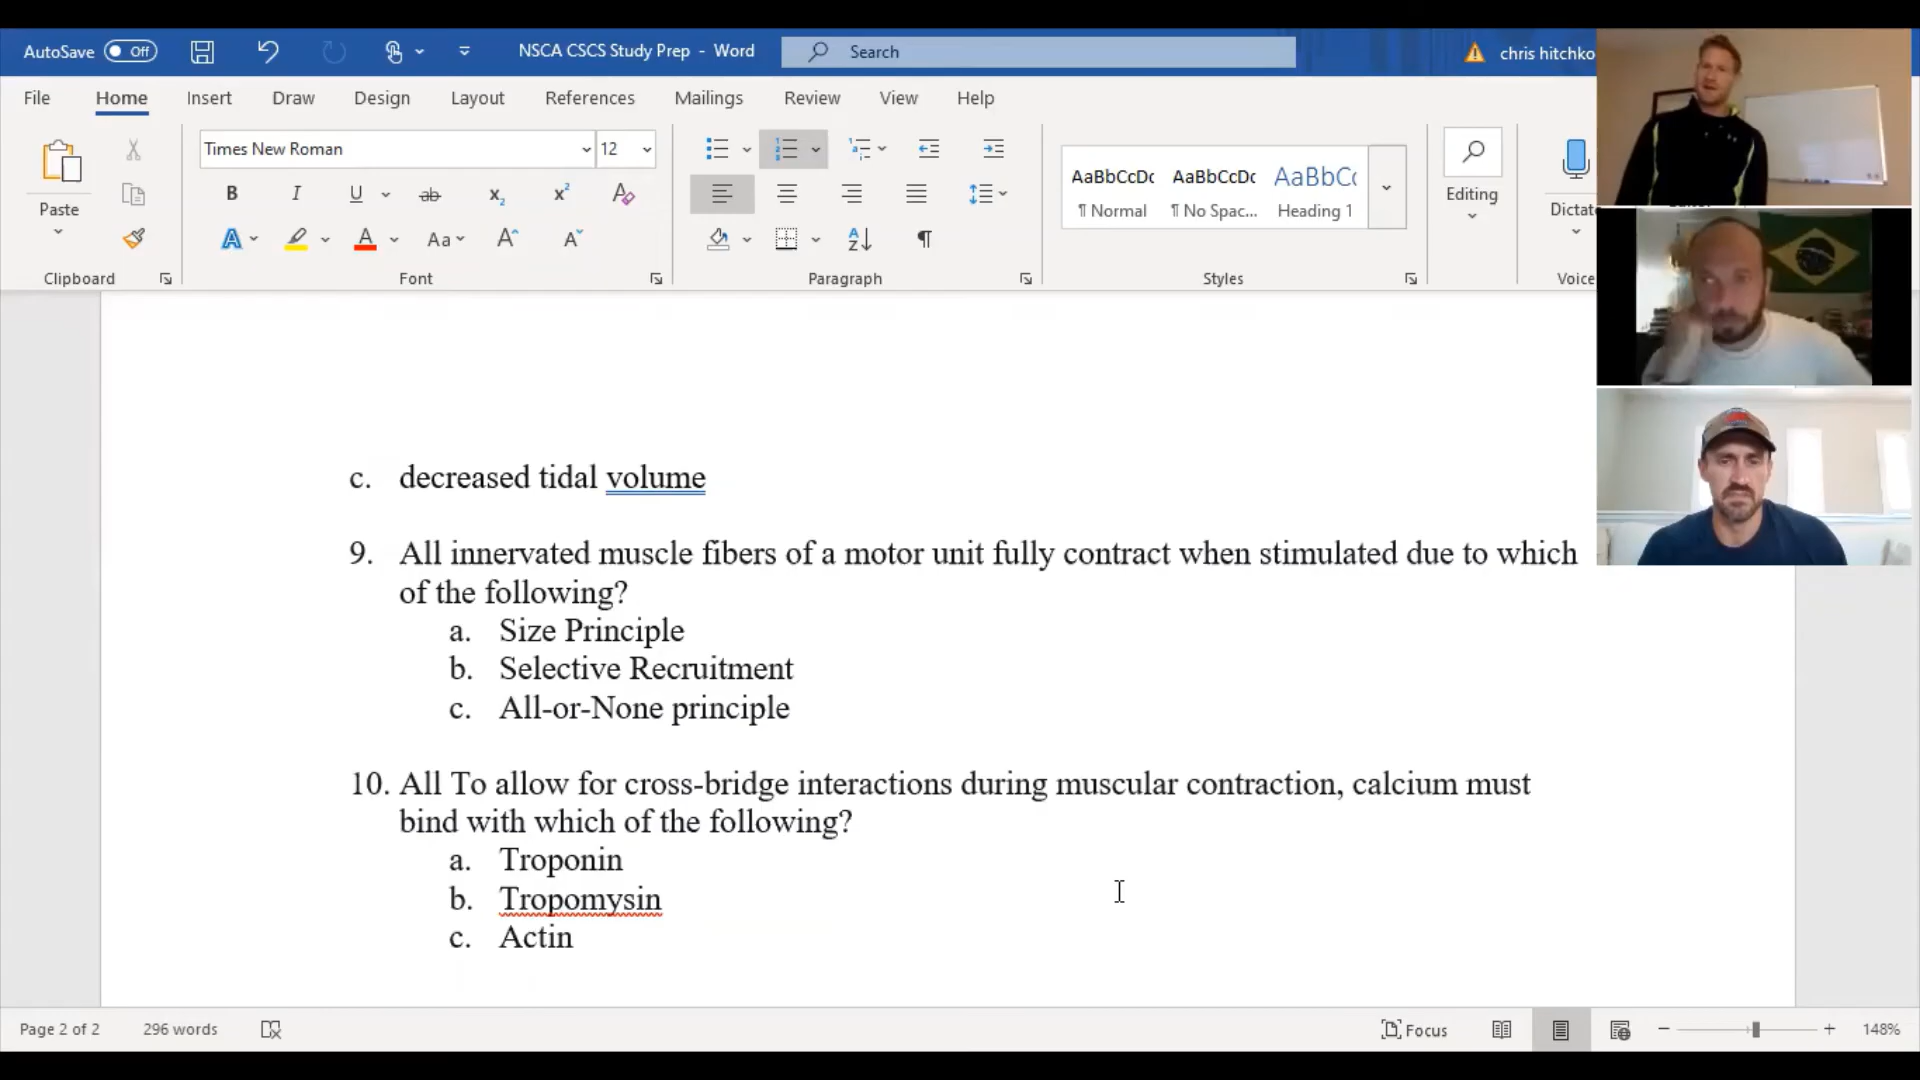 AutoSave Off NSCA CSCS Study Prep - Word Search chris hitchko
File Home Insert Draw Design Layout References Mailings Review View Help
Times New Roman 12
AaBbCcDc AaBbCcDc AaBbCc
Paste B I U ab x₂ x² A ¶ Normal ¶ No Spac... Heading 1 Editing Dictate
A A Aa A A A Z ¶
Clipboard Font Paragraph Styles Voice
c. decreased tidal volume
9. All innervated muscle fibers of a motor unit fully contract when stimulated due to which
of the following?
a. Size Principle
b. Selective Recruitment
c. All-or-None principle
10. All To allow for cross-bridge interactions during muscular contraction, calcium must
bind with which of the following?
a. Troponin
b. Tropomysin
c. Actin
Page 2 of 2 296 words Focus 148%